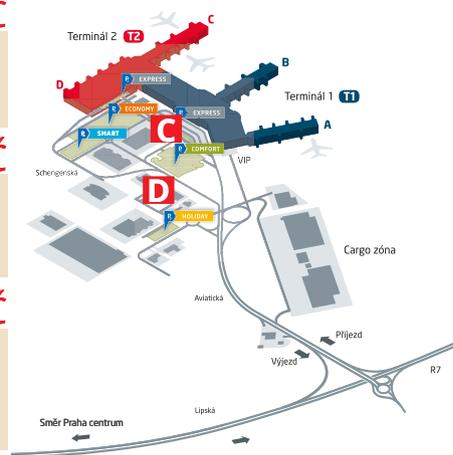 C
Terminál 2 T2
B
EXPRESS
D
Terminál 1 T1
ECONOMY
EXPRESS
A
SMART
C
COMFORT
VIP
Schengenská
D
HOLIDAY
Cargo zóna
Aviatická
Příjezd
Výjezd
R7
Lipská
Směr Praha centrum